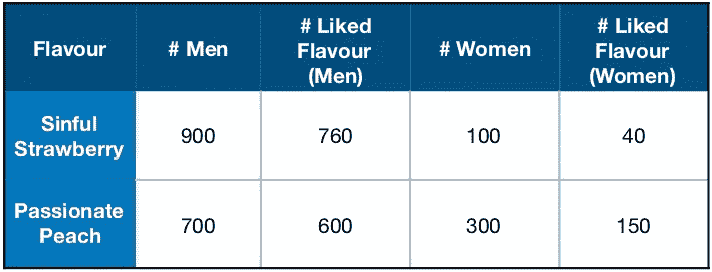 Flavour # Men # Liked Flavour (Men) # Women # Liked Flavour (Women)
Sinful Strawberry 900 760 100 40
Passionate Peach 700 600 300 150